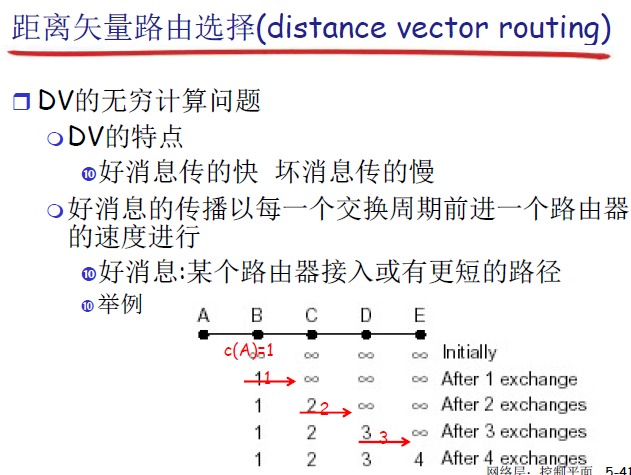 距离矢量路由选择(distance vector routing)
DV的无穷计算问题
DV的特点
好消息传的快 坏消息传的慢
好消息的传播以每一个交换周期前进一个路由器
的速度进行
好消息:某个路由器接入或有更短的路径
举例
A B C D E
c(A)=1
∞ ∞ ∞ ∞ Initially
1 1 ∞ ∞ ∞ After 1 exchange
1 2 2 ∞ ∞ After 2 exchanges
1 2 3 3 ∞ After 3 exchanges
1 2 3 4 After 4 exchanges
网络层：控制平面 5-41